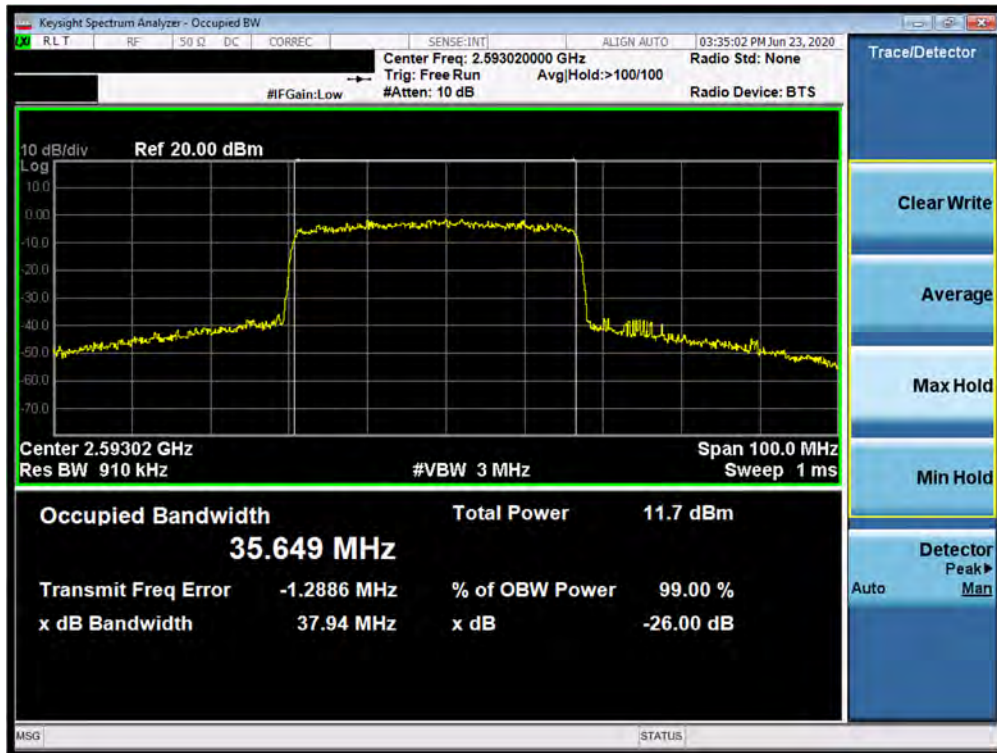 Keysight Spectrum Analyzer - Occupied BW
LXI RLT RF 50 Ω DC CORREC SENSE:INT ALIGN AUTO 03:35:02 PM Jun 23, 2020
Center Freq: 2.593020000 GHz Radio Std: None
Trig: Free Run Avg|Hold:>100/100
#IFGain:Low #Atten: 10 dB Radio Device: BTS
10 dB/div Ref 20.00 dBm
Log
10.0
0.00
-10.0
-20.0
-30.0
-40.0
-50.0
-60.0
-70.0
Center 2.59302 GHz Span 100.0 MHz
Res BW 910 kHz #VBW 3 MHz Sweep 1 ms
Occupied Bandwidth Total Power 11.7 dBm
35.649 MHz
Transmit Freq Error -1.2886 MHz % of OBW Power 99.00 %
x dB Bandwidth 37.94 MHz x dB -26.00 dB
MSG STATUS
Trace/Detector
Clear Write
Average
Max Hold
Min Hold
Detector
Peak▶
Auto Man